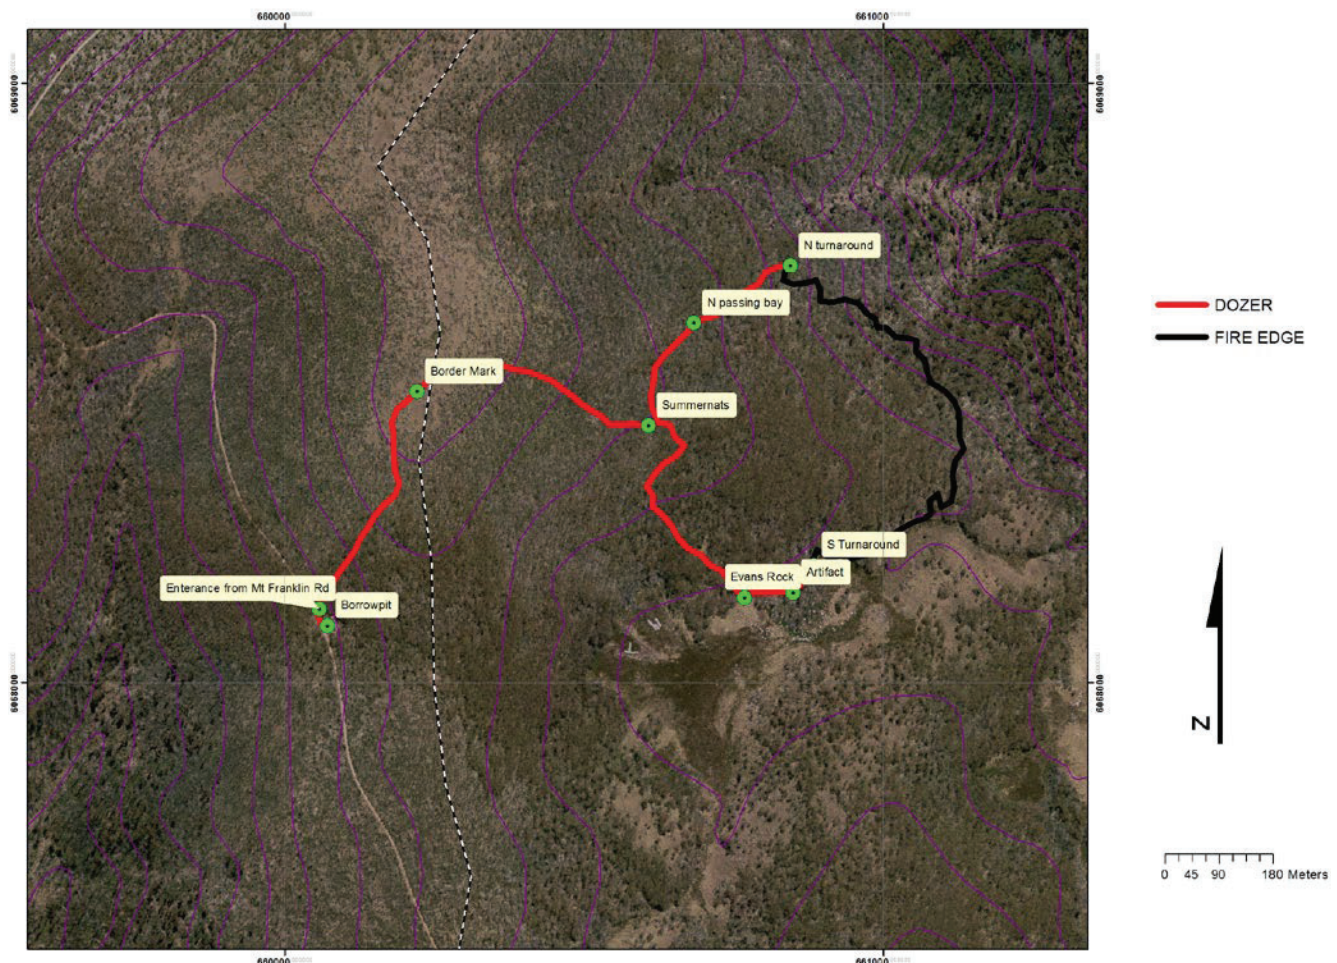 660000
661000
6069000
6069000
N turnaround
N passing bay
DOZER
FIRE EDGE
Border Mark
Summernats
S Turnaround
Evans Rock
Artifact
Enterance from Mt Franklin Rd
Borrowpit
6068000
6068000
N
0 45 90 180 Meters
660000
661000